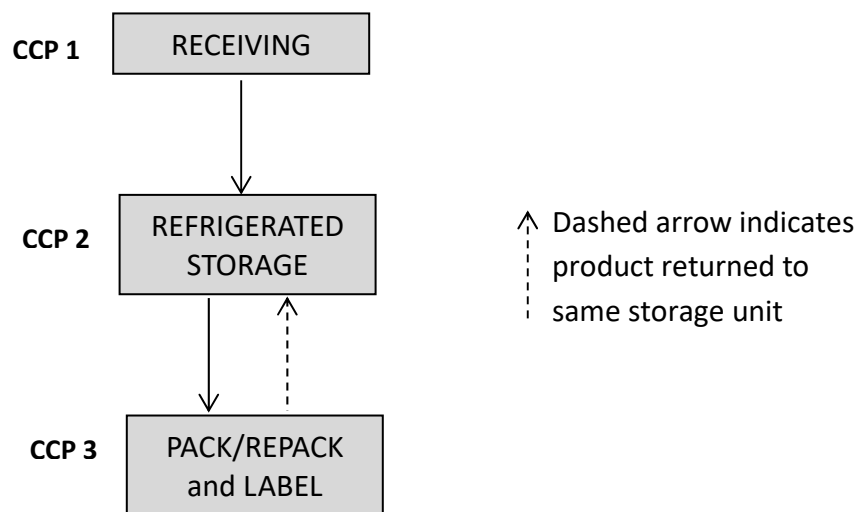 CCP 1
RECEIVING
CCP 2
REFRIGERATED
STORAGE
Dashed arrow indicates
product returned to
same storage unit
CCP 3
PACK/REPACK
and LABEL